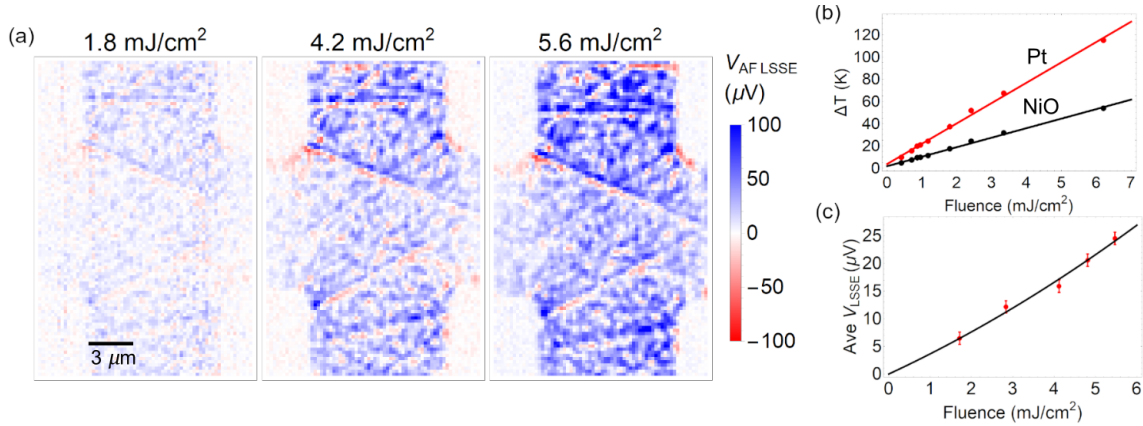 (a)
1.8 mJ/cm²
4.2 mJ/cm²
5.6 mJ/cm²
3 μm
V_AF LSSE
(μV)
100
50
0
−50
−100
(b)
ΔT (K)
120
100
80
60
40
20
0
Pt
NiO
0 1 2 3 4 5 6 7
Fluence (mJ/cm²)
(c)
Ave V_LSSE (μV)
25
20
15
10
5
0
0 1 2 3 4 5 6
Fluence (mJ/cm²)